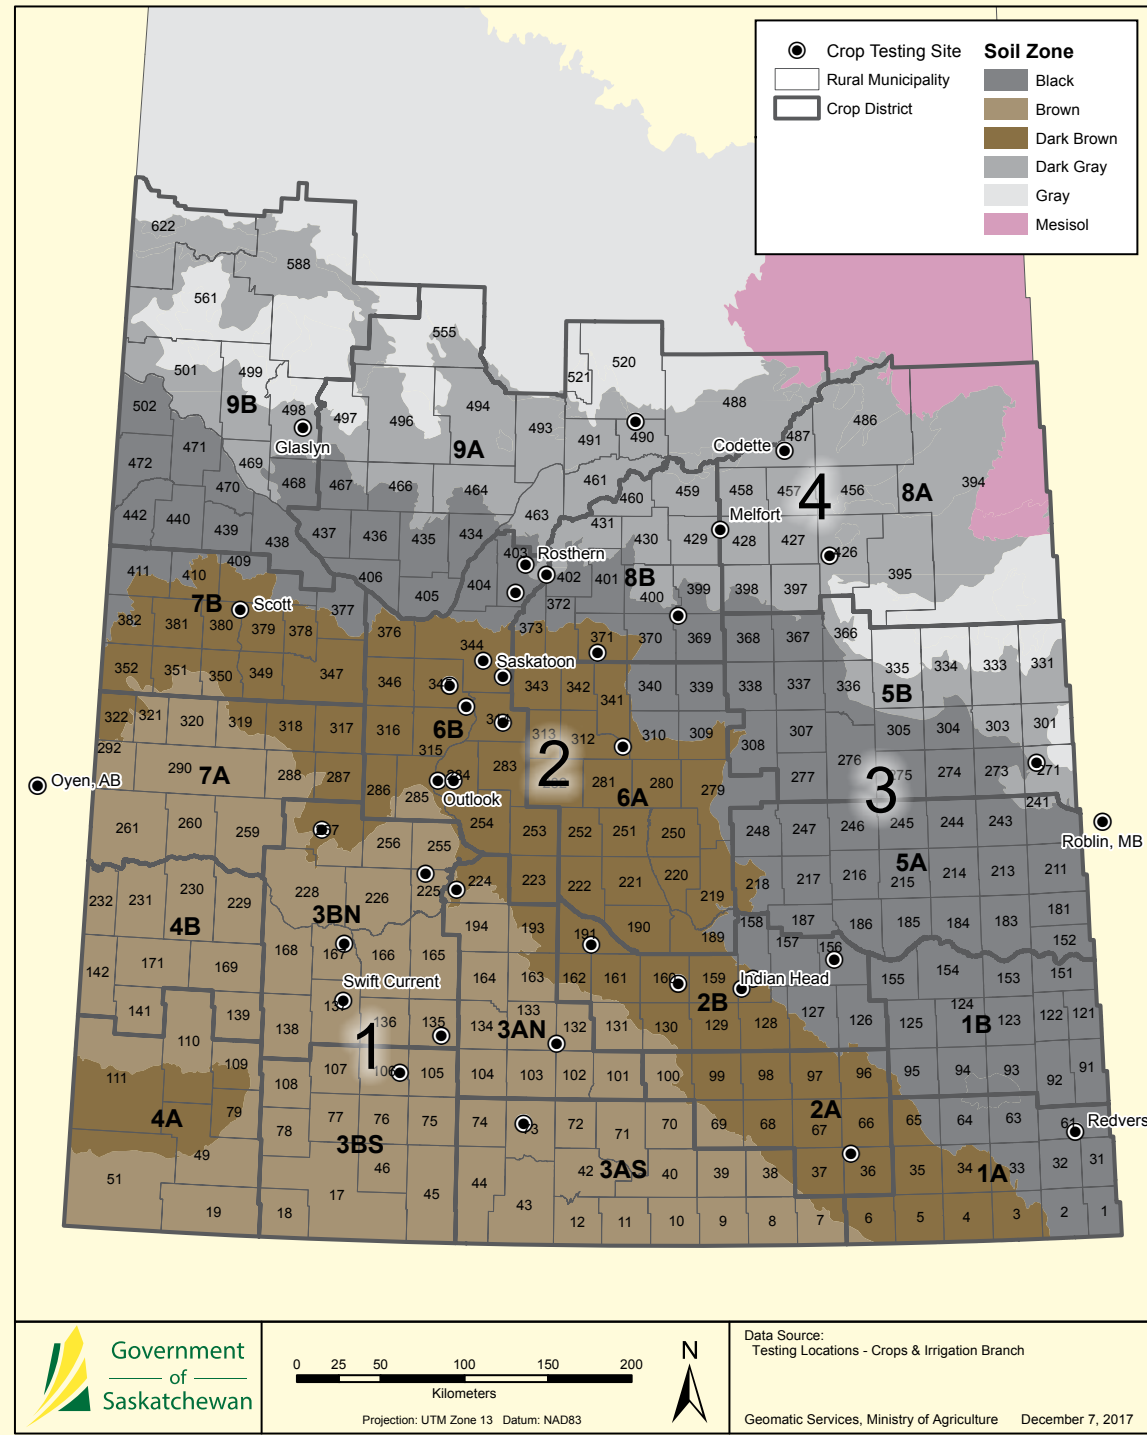 Crop Testing Site
Rural Municipality
Crop District
Soil Zone
Black
Brown
Dark Brown
Dark Gray
Gray
Mesisol
622
588
561
555
501 499
521 520
502 9B 498 497 496 494 493 488 486
Glaslyn
491 490 Codette 487
471 9A
472 469 468 467 466 464 461 459 458 457 4 456 8A 394
470 460
442 440 439 438 437 436 435 434 463 431 430 429 Melfort 428 427 426
409 403 Rosthern
411 410 406 405 404 402 401 8B 400 399 398 397 395
7B Scott 377 372
382 381 380 379 378 376 373 371 370 369 368 367 366
344 Saskatoon
352 351 350 349 347 346 343 342 341 340 339 338 337 336 335 334 333 331
5B
322 321 320 319 318 317 316 6B 313 312 310 309 308 307 305 304 303 301
292 315
290 7A 288 287 286 285 284 283 2 281 280 279 277 276 275 274 273 271
Oyen, AB Outlook 6A 3 241
261 260 259 256 255 254 253 252 251 250 248 247 246 245 244 243 Roblin, MB
5A
232 231 230 229 228 226 225 224 223 222 221 220 219 218 217 216 215 214 213 211
4B 3BN
194 193 191 190 189 158 187 186 185 184 183 181
168 167 166 165 157 156 152
142 171 169 Swift Current 164 163 162 161 160 159 Indian Head 155 154 153 151
2B
141 139 138 137 136 135 134 133 132 131 130 129 128 127 126 125 124 123 122 121
1 3AN 1B
110
111 109 108 107 106 105 104 103 102 101 100 99 98 97 96 95 94 93 92 91
4A 79 78 77 76 75 74 73 72 71 70 69 68 67 2A 66 65 64 63 61 Redvers
3BS
51 49 46 44 42 3AS 40 39 38 37 36 35 34 1A 33 32 31
19 18 17 45 43 12 11 10 9 8 7 6 5 4 3 2 1
Government
of
Saskatchewan
0 25 50 100 150 200
Kilometers
Projection: UTM Zone 13 Datum: NAD83
N
Data Source:
Testing Locations - Crops & Irrigation Branch
Geomatic Services, Ministry of Agriculture December 7, 2017